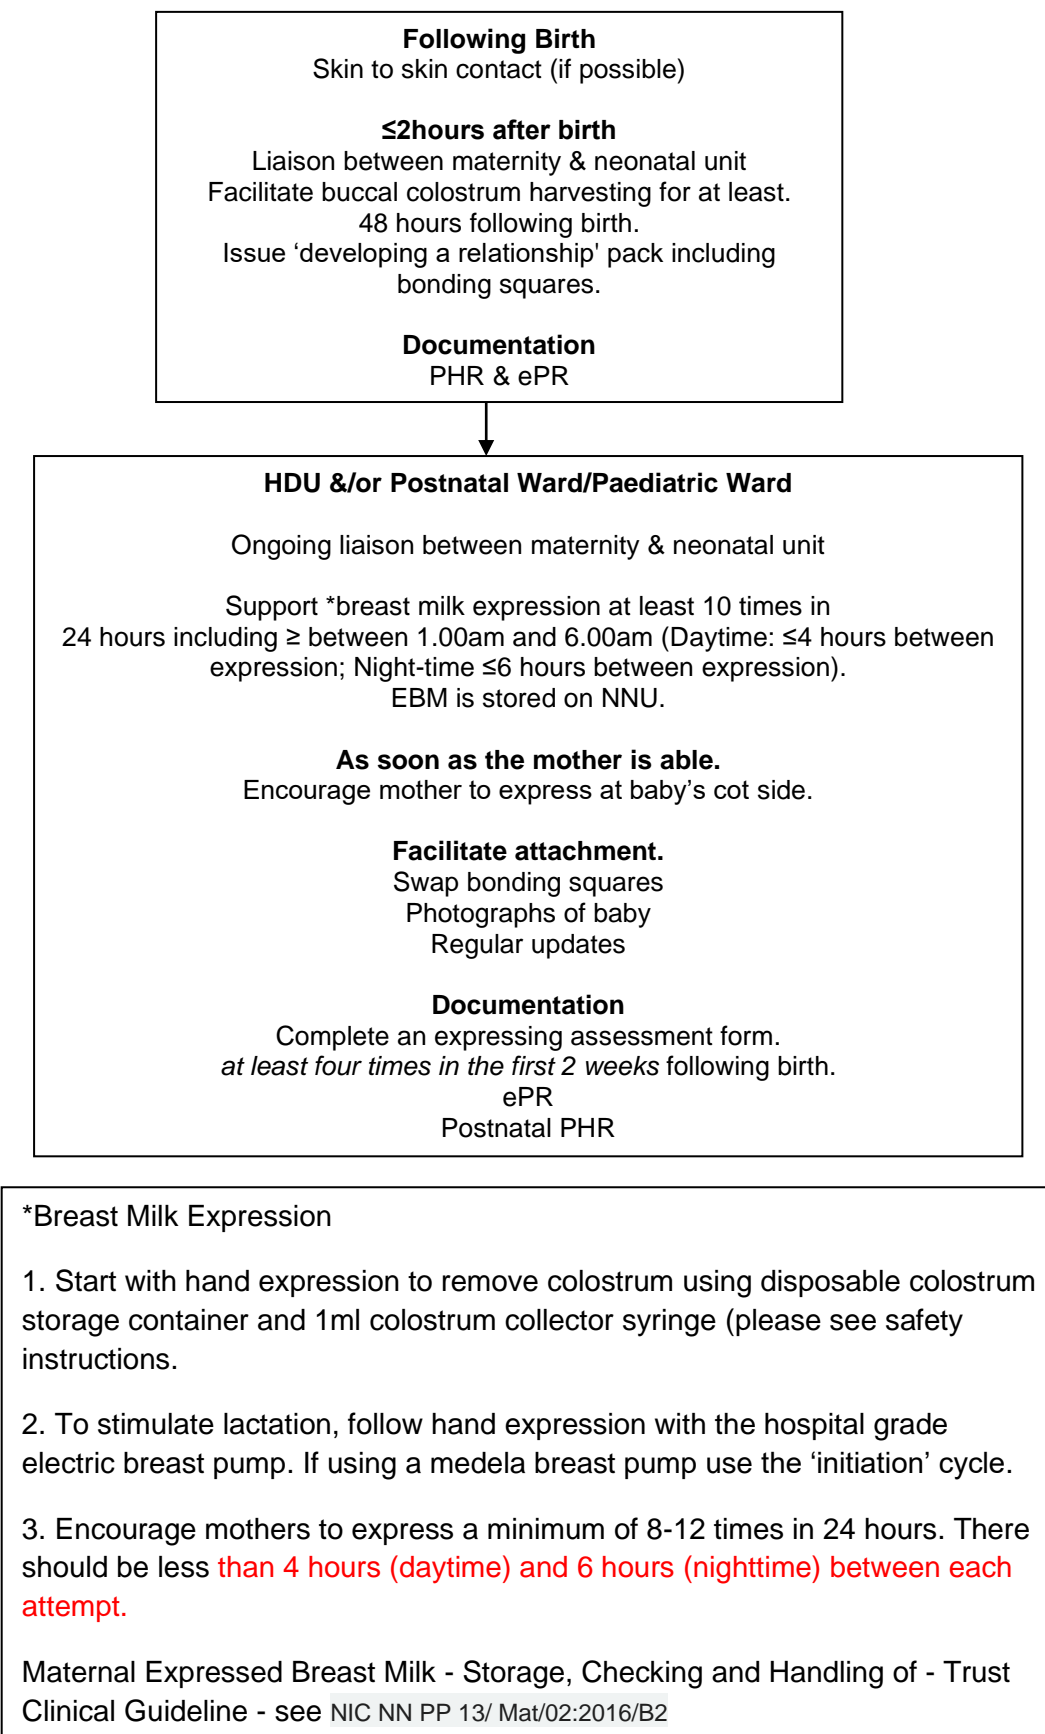 Following Birth
Skin to skin contact (if possible)
≤2hours after birth
Liaison between maternity & neonatal unit
Facilitate buccal colostrum harvesting for at least.
48 hours following birth.
Issue ‘developing a relationship' pack including
bonding squares.
Documentation
PHR & ePR
HDU &/or Postnatal Ward/Paediatric Ward
Ongoing liaison between maternity & neonatal unit
Support *breast milk expression at least 10 times in
24 hours including ≥ between 1.00am and 6.00am (Daytime: ≤4 hours between
expression; Night-time ≤6 hours between expression).
EBM is stored on NNU.
As soon as the mother is able.
Encourage mother to express at baby’s cot side.
Facilitate attachment.
Swap bonding squares
Photographs of baby
Regular updates
Documentation
Complete an expressing assessment form.
at least four times in the first 2 weeks following birth.
ePR
Postnatal PHR
*Breast Milk Expression
1. Start with hand expression to remove colostrum using disposable colostrum
storage container and 1ml colostrum collector syringe (please see safety
instructions.
2. To stimulate lactation, follow hand expression with the hospital grade
electric breast pump. If using a medela breast pump use the ‘initiation’ cycle.
3. Encourage mothers to express a minimum of 8-12 times in 24 hours. There
should be less than 4 hours (daytime) and 6 hours (nighttime) between each
attempt.
Maternal Expressed Breast Milk - Storage, Checking and Handling of - Trust
Clinical Guideline - see NIC NN PP 13/ Mat/02:2016/B2